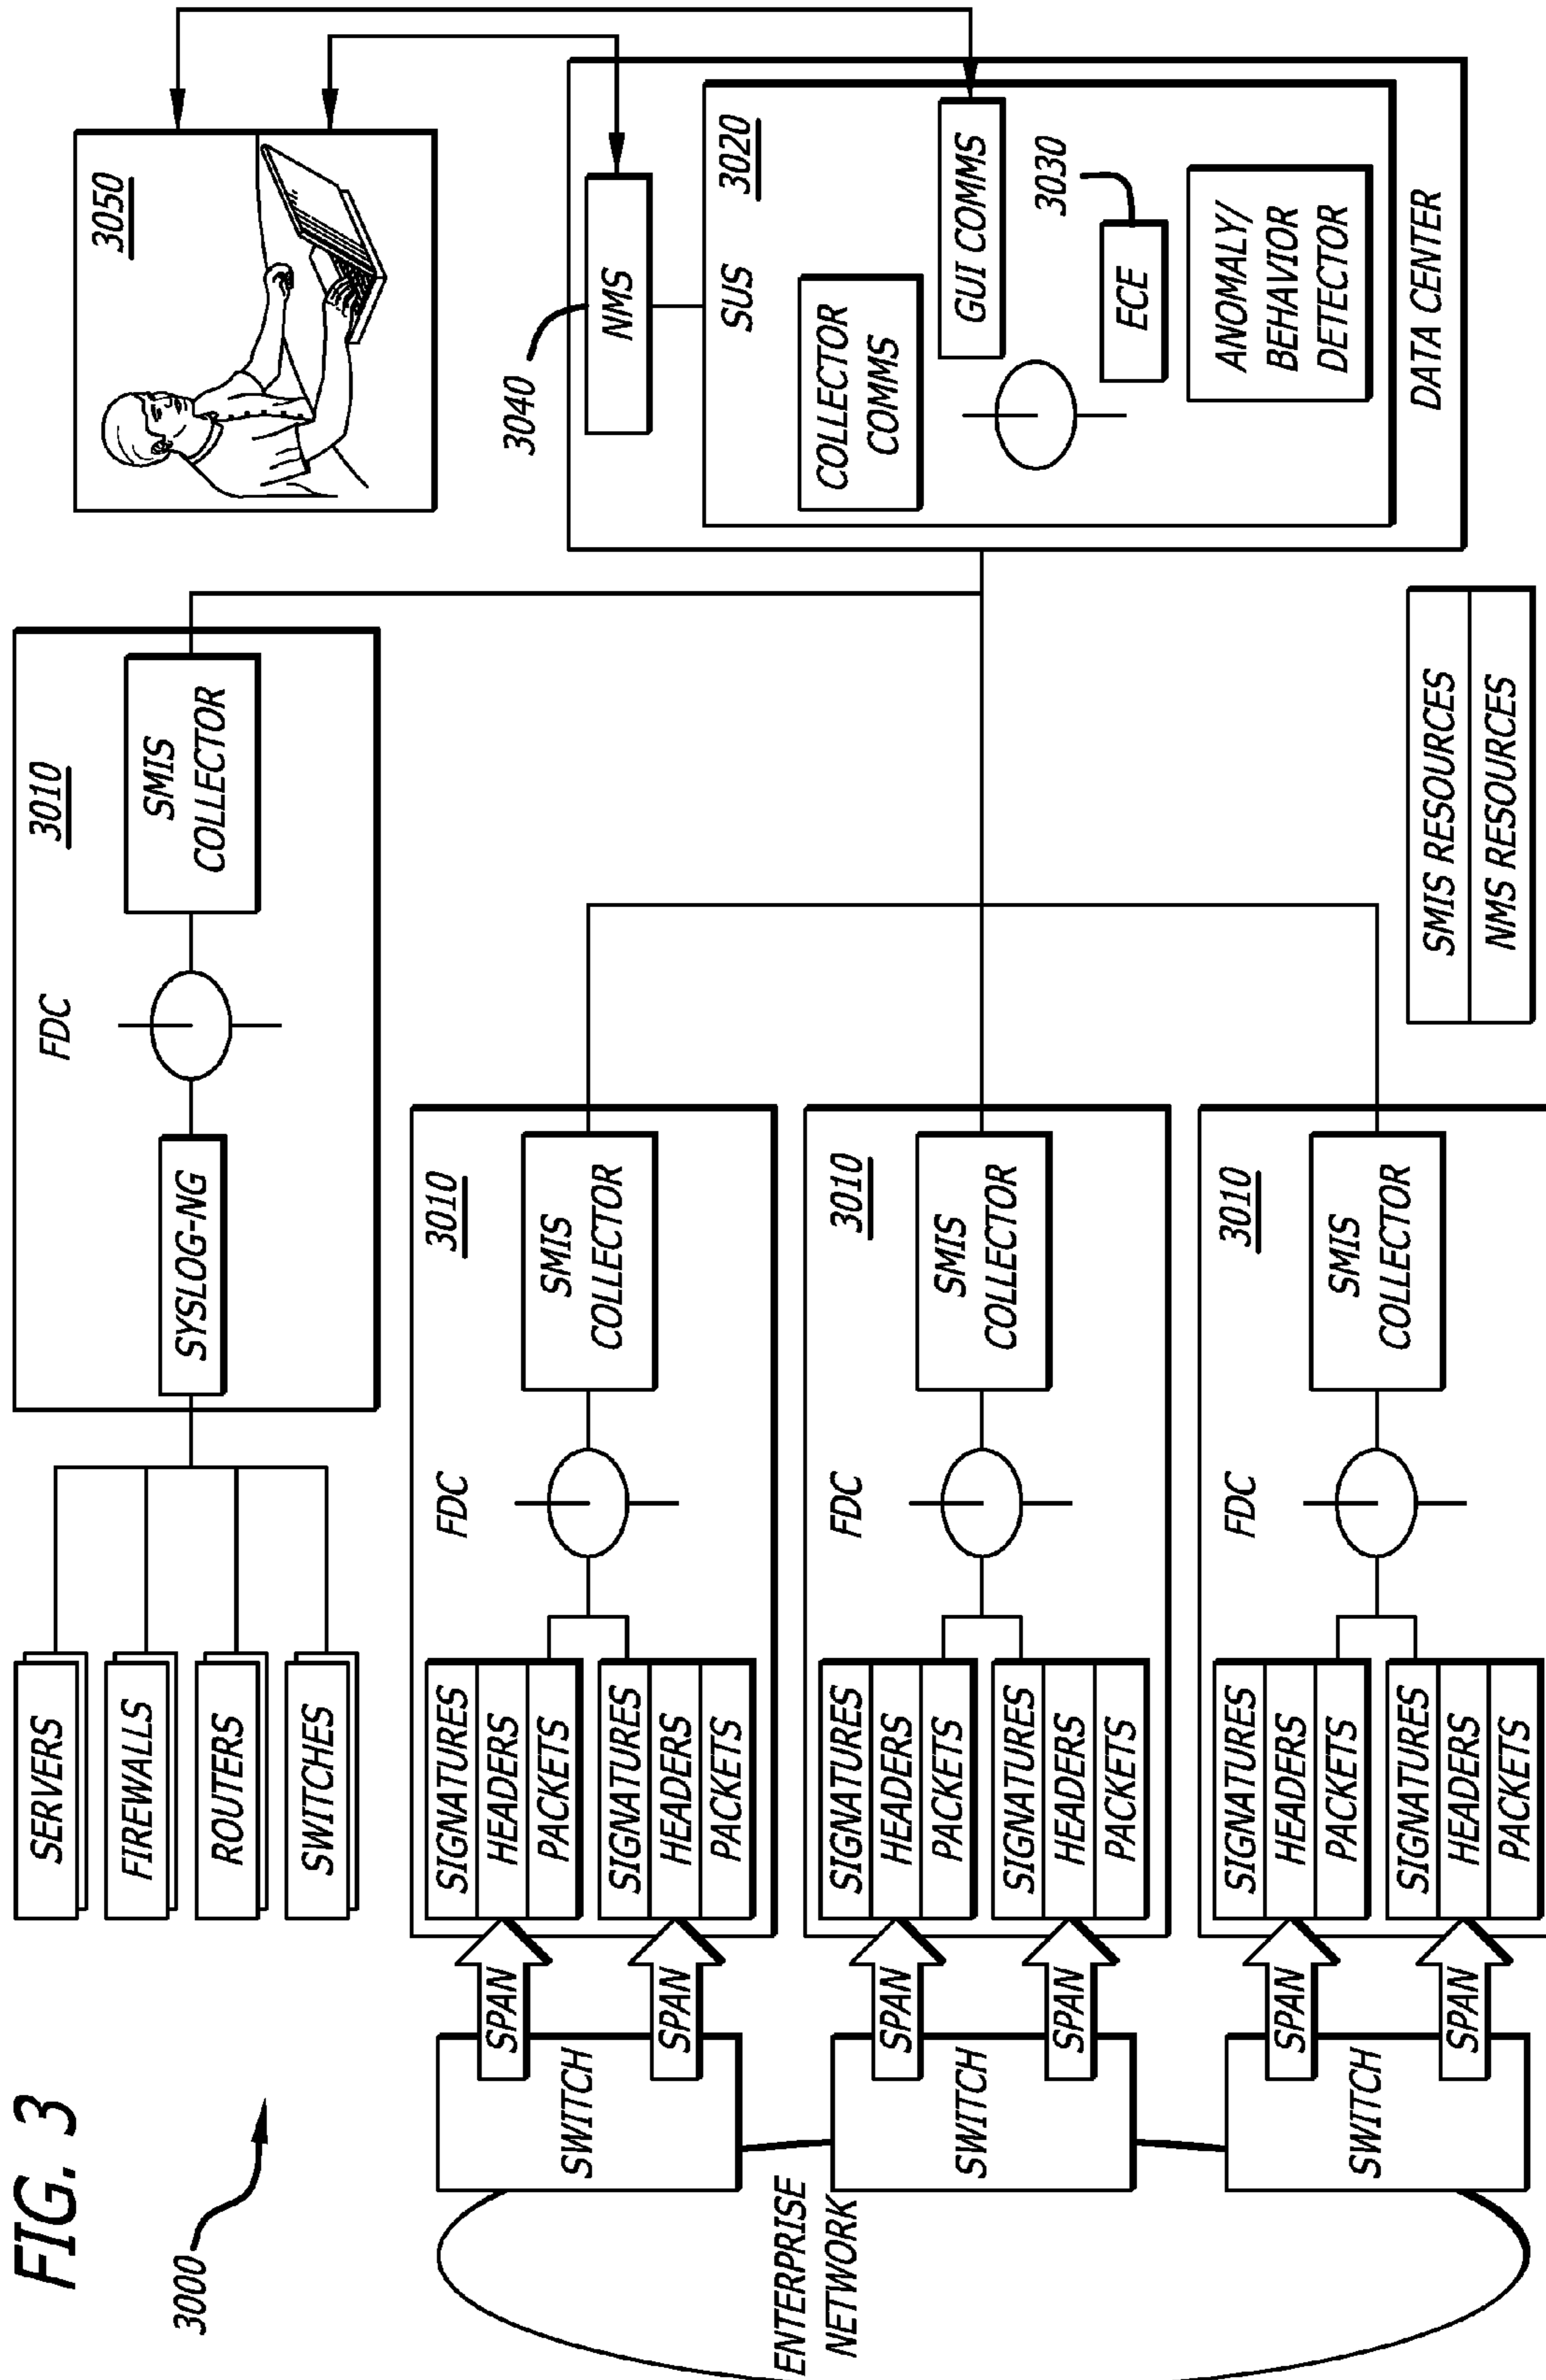 FIG. 3
3000
SERVERS
FIREWALLS
ROUTERS
SWITCHES
FDC
3010
SYSLOG-NG
SMIS
COLLECTOR
3050
ENTERPRISE
NETWORK
SWITCH
SPAN
SPAN
SIGNATURES
HEADERS
PACKETS
SIGNATURES
HEADERS
PACKETS
FDC
3010
SMIS
COLLECTOR
SWITCH
SPAN
SPAN
SIGNATURES
HEADERS
PACKETS
SIGNATURES
HEADERS
PACKETS
FDC
3010
SMIS
COLLECTOR
SWITCH
SPAN
SPAN
SIGNATURES
HEADERS
PACKETS
SIGNATURES
HEADERS
PACKETS
FDC
3010
SMIS
COLLECTOR
3040
NMS
SUS
3020
COLLECTOR
COMMS
GUI COMMS
ECE
3030
ANOMALY/
BEHAVIOR
DETECTOR
DATA CENTER
SMIS RESOURCES
NMS RESOURCES